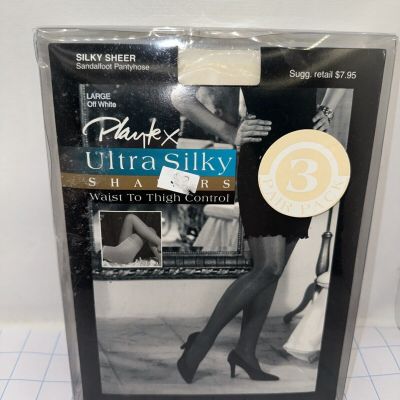 SILKY SHEER
Sandalfoot Pantyhose
Sugg. retail $7.95
LARGE
Off White
Playtex
Ultra Silky
SHAPERS
Waist To Thigh Control
3
PAIR PACK